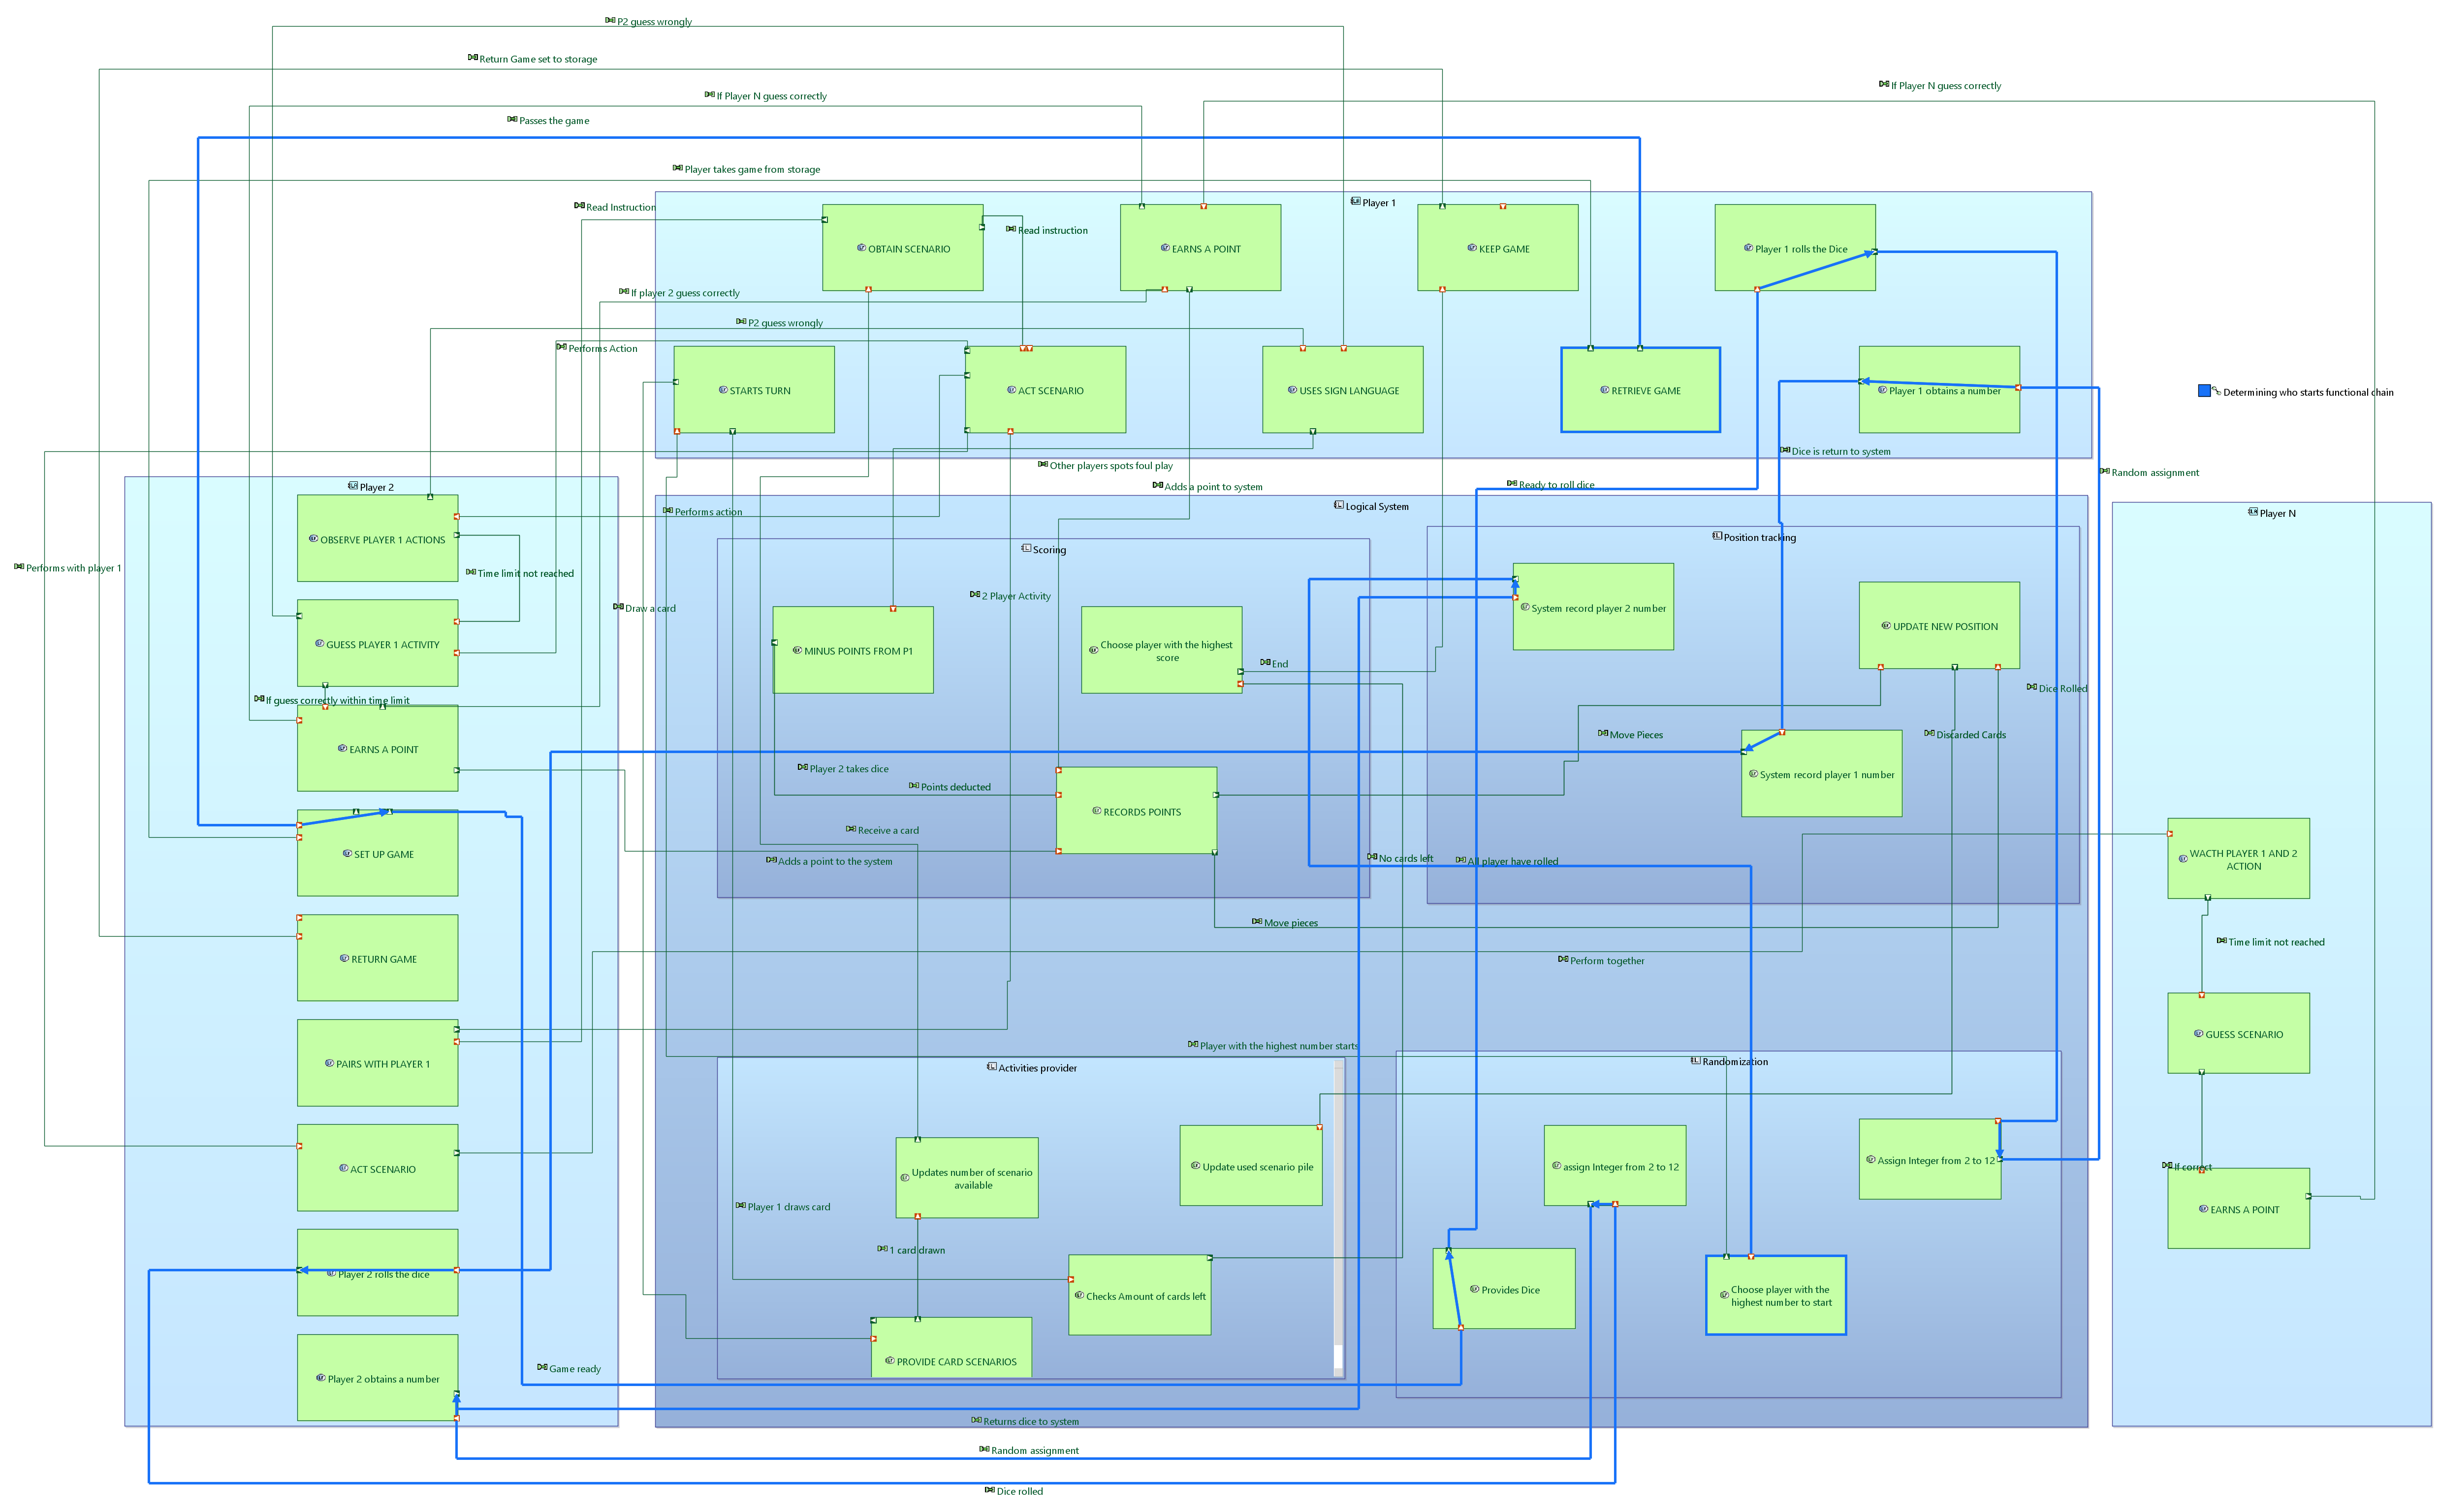 P2 guess wrongly
Return Game set to storage
If Player N guess correctly
If Player N guess correctly
Passes the game
Player takes game from storage
Read Instruction
Player 1
OBTAIN SCENARIO
Read instruction
EARNS A POINT
KEEP GAME
Player 1 rolls the Dice
If player 2 guess correctly
P2 guess wrongly
Performs Action
STARTS TURN
ACT SCENARIO
USES SIGN LANGUAGE
RETRIEVE GAME
Player 1 obtains a number
Determining who starts functional chain
Dice is return to system
Other players spots foul play
Random assignment
Adds a point to system
Ready to roll dice
Player 2
Performs action
Logical System
Player N
OBSERVE PLAYER 1 ACTIONS
Scoring
Position tracking
Performs with player 1
Time limit not reached
Draw a card
2 Player Activity
System record player 2 number
UPDATE NEW POSITION
GUESS PLAYER 1 ACTIVITY
MINUS POINTS FROM P1
Choose player with the highest
score
End
Dice Rolled
If guess correctly within time limit
Move Pieces
Discarded Cards
EARNS A POINT
Player 2 takes dice
Points deducted
System record player 1 number
RECORDS POINTS
Receive a card
SET UP GAME
Adds a point to the system
No cards left
All player have rolled
WACTH PLAYER 1 AND 2
ACTION
Move pieces
Time limit not reached
RETURN GAME
Perform together
GUESS SCENARIO
Player with the highest number starts
PAIRS WITH PLAYER 1
Activities provider
Randomization
ACT SCENARIO
Updates number of scenario
available
Update used scenario pile
assign Integer from 2 to 12
Assign Integer from 2 to 12
If correct
Player 1 draws card
EARNS A POINT
1 card drawn
Player 2 rolls the dice
Checks Amount of cards left
Provides Dice
Choose player with the
highest number to start
PROVIDE CARD SCENARIOS
Game ready
Player 2 obtains a number
Returns dice to system
Random assignment
Dice rolled